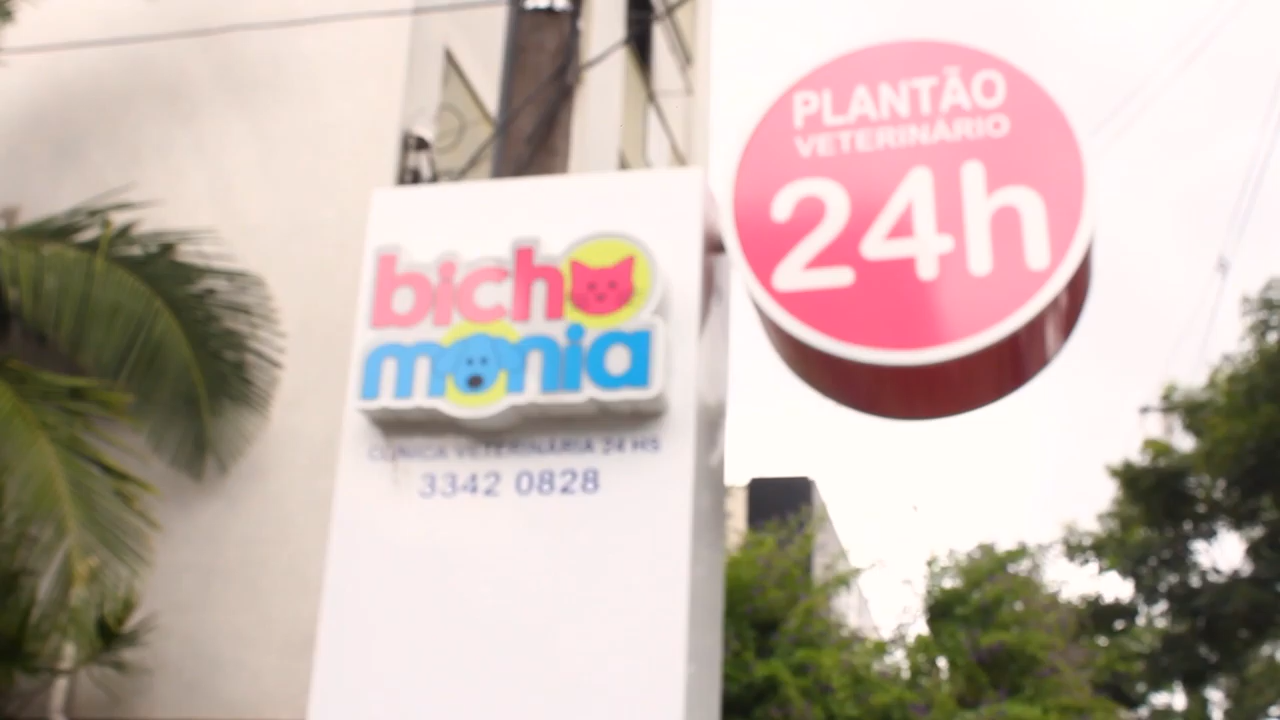 bicho
mania
CLÍNICA VETERINÁRIA 24 HS
3342 0828
PLANTÃO
VETERINÁRIO
24h